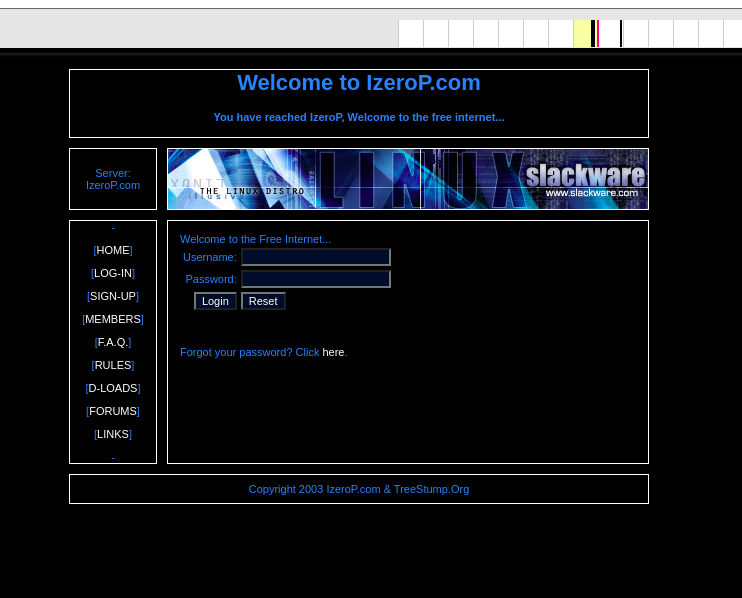 Welcome to IzeroP.com
You have reached IzeroP, Welcome to the free internet...
Server:
IzeroP.com
LINUX
slackware
THE LINUX DISTRO
www.slackware.com
-
[HOME]
[LOG-IN]
[SIGN-UP]
[MEMBERS]
[F.A.Q.]
[RULES]
[D-LOADS]
[FORUMS]
[LINKS]
-
Welcome to the Free Internet...
Username:
Password:
Login Reset
Forgot your password? Click here.
Copyright 2003 IzeroP.com & TreeStump.Org